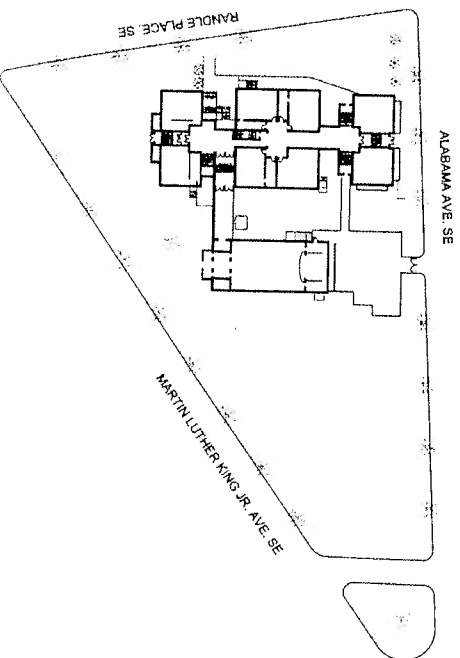 RANDLE PLACE. SE
ALABAMA AVE. SE
MARTIN LUTHER KING JR. AVE. SE